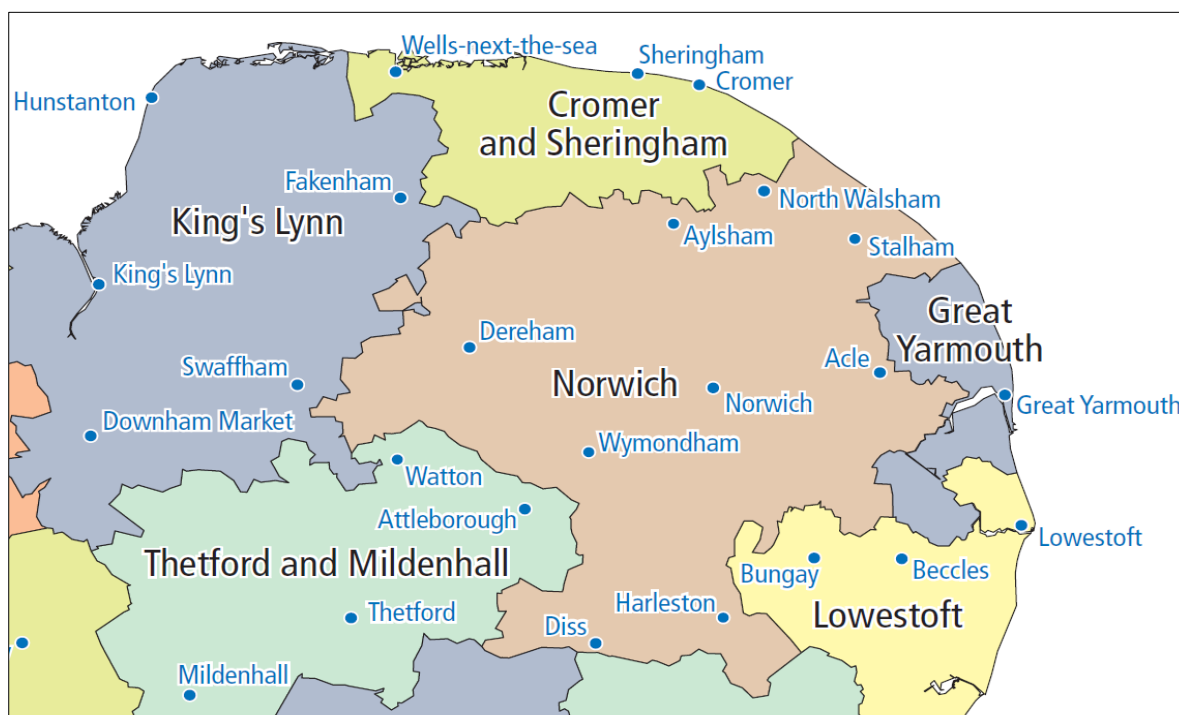 Wells-next-the-sea
Sheringham
Cromer
Hunstanton
Cromer
and Sheringham
Fakenham
North Walsham
King's Lynn
Aylsham
Stalham
King's Lynn
Great
Yarmouth
Dereham
Swaffham
Acle
Norwich
Norwich
Great Yarmouth
Downham Market
Wymondham
Watton
Attleborough
Lowestoft
Thetford and Mildenhall
Bungay
Beccles
Thetford
Harleston
Lowestoft
Diss
Mildenhall